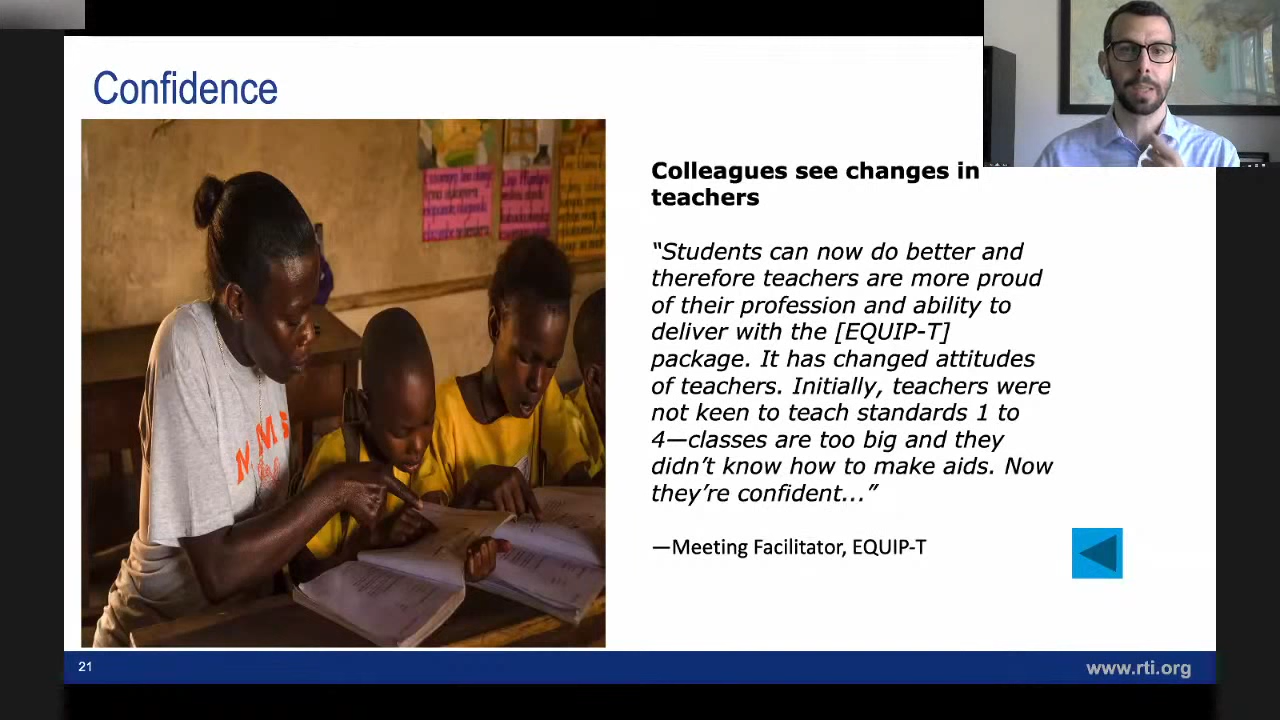 Confidence
Colleagues see changes in
teachers
“Students can now do better and
therefore teachers are more proud
of their profession and ability to
deliver with the [EQUIP-T]
package. It has changed attitudes
of teachers. Initially, teachers were
not keen to teach standards 1 to
4—classes are too big and they
didn’t know how to make aids. Now
they’re confident...”
—Meeting Facilitator, EQUIP-T
21
www.rti.org